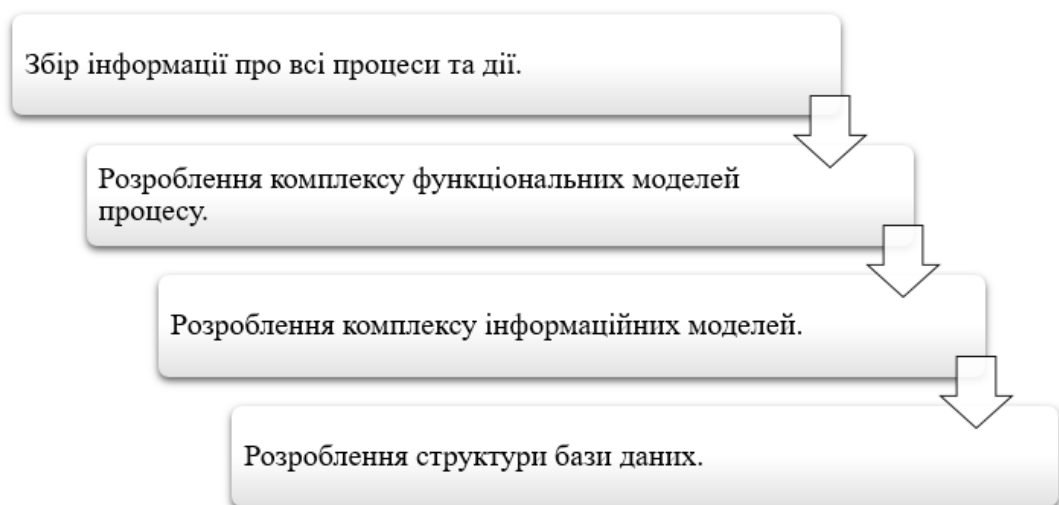 Збір інформації про всі процеси та дії.
Розроблення комплексу функціональних моделей
процесу.
Розроблення комплексу інформаційних моделей.
Розроблення структури бази даних.